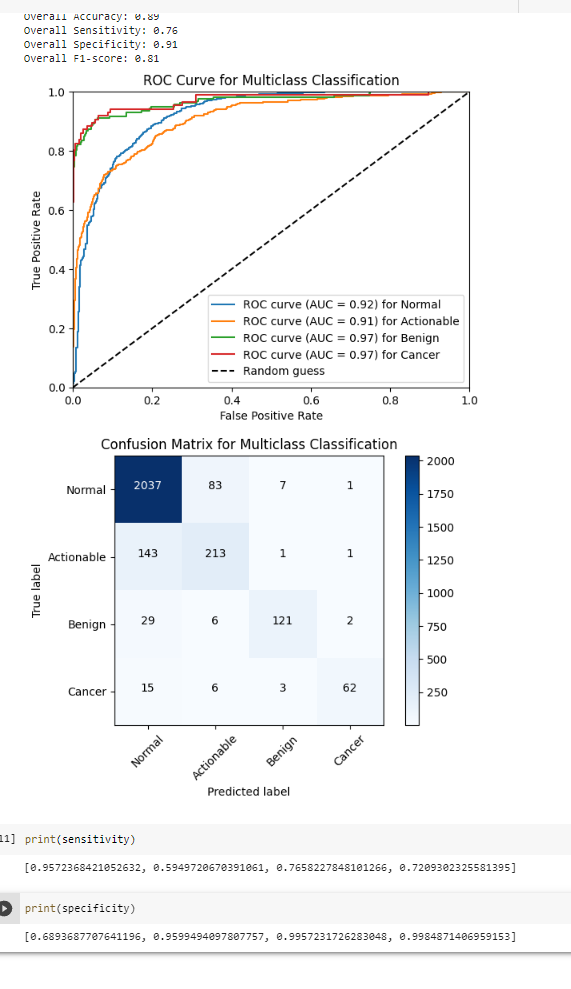 Overall Accuracy: 0.89
Overall Sensitivity: 0.76
Overall Specificity: 0.91
Overall F1-score: 0.81
ROC Curve for Multiclass Classification
1.0
0.8
0.6
0.4
0.2
0.0
True Positive Rate
ROC curve (AUC = 0.92) for Normal
ROC curve (AUC = 0.91) for Actionable
ROC curve (AUC = 0.97) for Benign
ROC curve (AUC = 0.97) for Cancer
Random guess
0.0 0.2 0.4 0.6 0.8 1.0
False Positive Rate
Confusion Matrix for Multiclass Classification
True label
Normal 2037 83 7 1
Actionable 143 213 1 1
Benign 29 6 121 2
Cancer 15 6 3 62
Normal Actionable Benign Cancer
Predicted label
2000
1750
1500
1250
1000
750
500
250
11] print(sensitivity)
[0.9572368421052632, 0.5949720670391061, 0.7658227848101266, 0.7209302325581395]
print(specificity)
[0.6893687707641196, 0.9599494097807757, 0.9957231726283048, 0.9984871406959153]